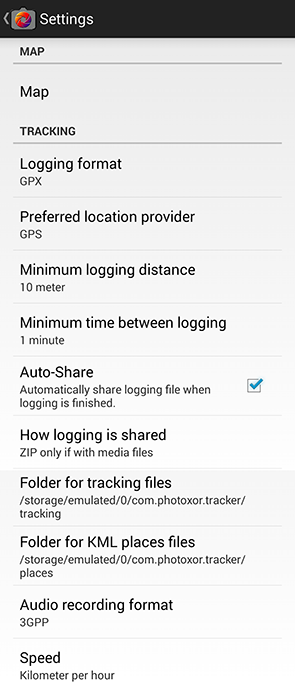 Settings
MAP
Map
TRACKING
Logging format
GPX
Preferred location provider
GPS
Minimum logging distance
10 meter
Minimum time between logging
1 minute
Auto-Share
Automatically share logging file when
logging is finished.
How logging is shared
ZIP only if with media files
Folder for tracking files
/storage/emulated/0/com.photoxor.tracker/
tracking
Folder for KML places files
/storage/emulated/0/com.photoxor.tracker/
places
Audio recording format
3GPP
Speed
Kilometer per hour